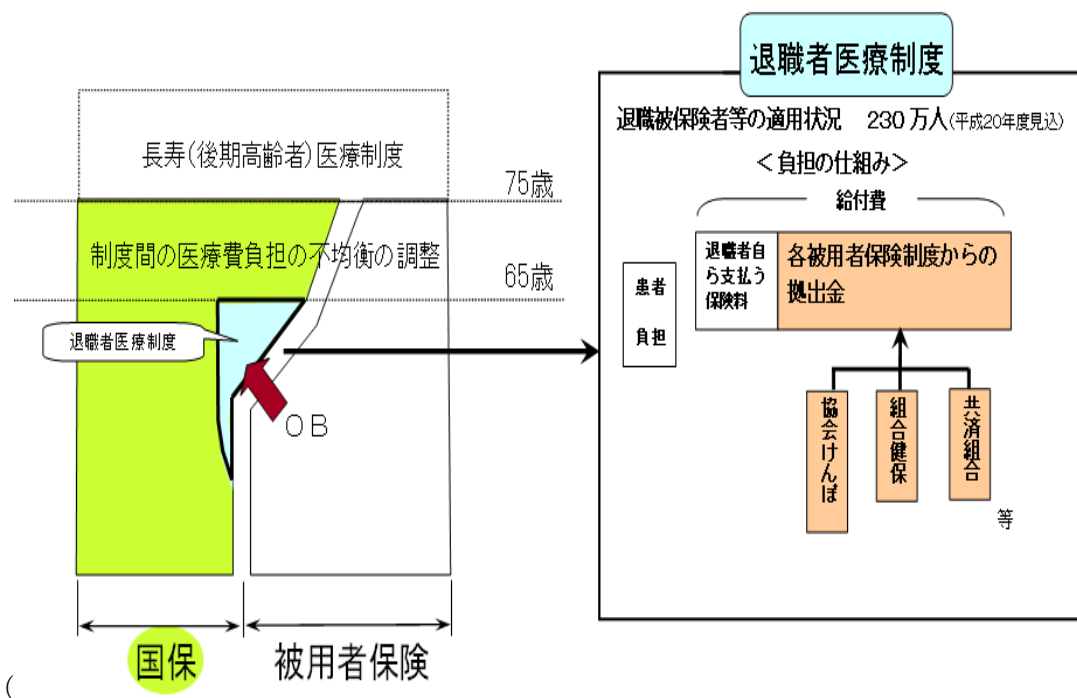 退職者医療制度
退職被保険者等の適用状況 230万人(平成20年度見込)
＜負担の仕組み＞
給付費
長寿(後期高齢者)医療制度
75歳
制度間の医療費負担の不均衡の調整
65歳
退職者医療制度
OB
患者
負担
退職者自
ら支払う
保険料
各被用者保険制度からの
拠出金
協会けんぽ
組合健保
共済組合
等
国保
被用者保険
(